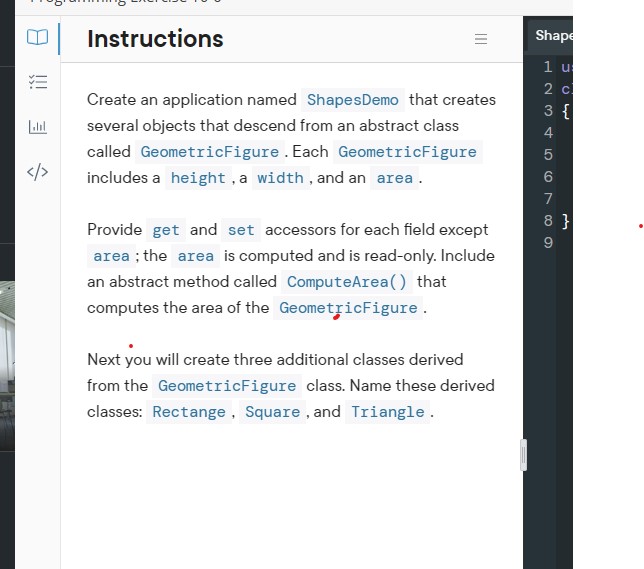 Instructions
Create an application named ShapesDemo that creates
several objects that descend from an abstract class
called GeometricFigure. Each GeometricFigure
includes a height, a width, and an area.
Provide get and set accessors for each field except
area; the area is computed and is read-only. Include
an abstract method called ComputeArea() that
computes the area of the GeometricFigure.
Next you will create three additional classes derived
from the GeometricFigure class. Name these derived
classes: Rectange, Square, and Triangle.
Shape
1
2
3 {
4
5
6
7
8 }
9